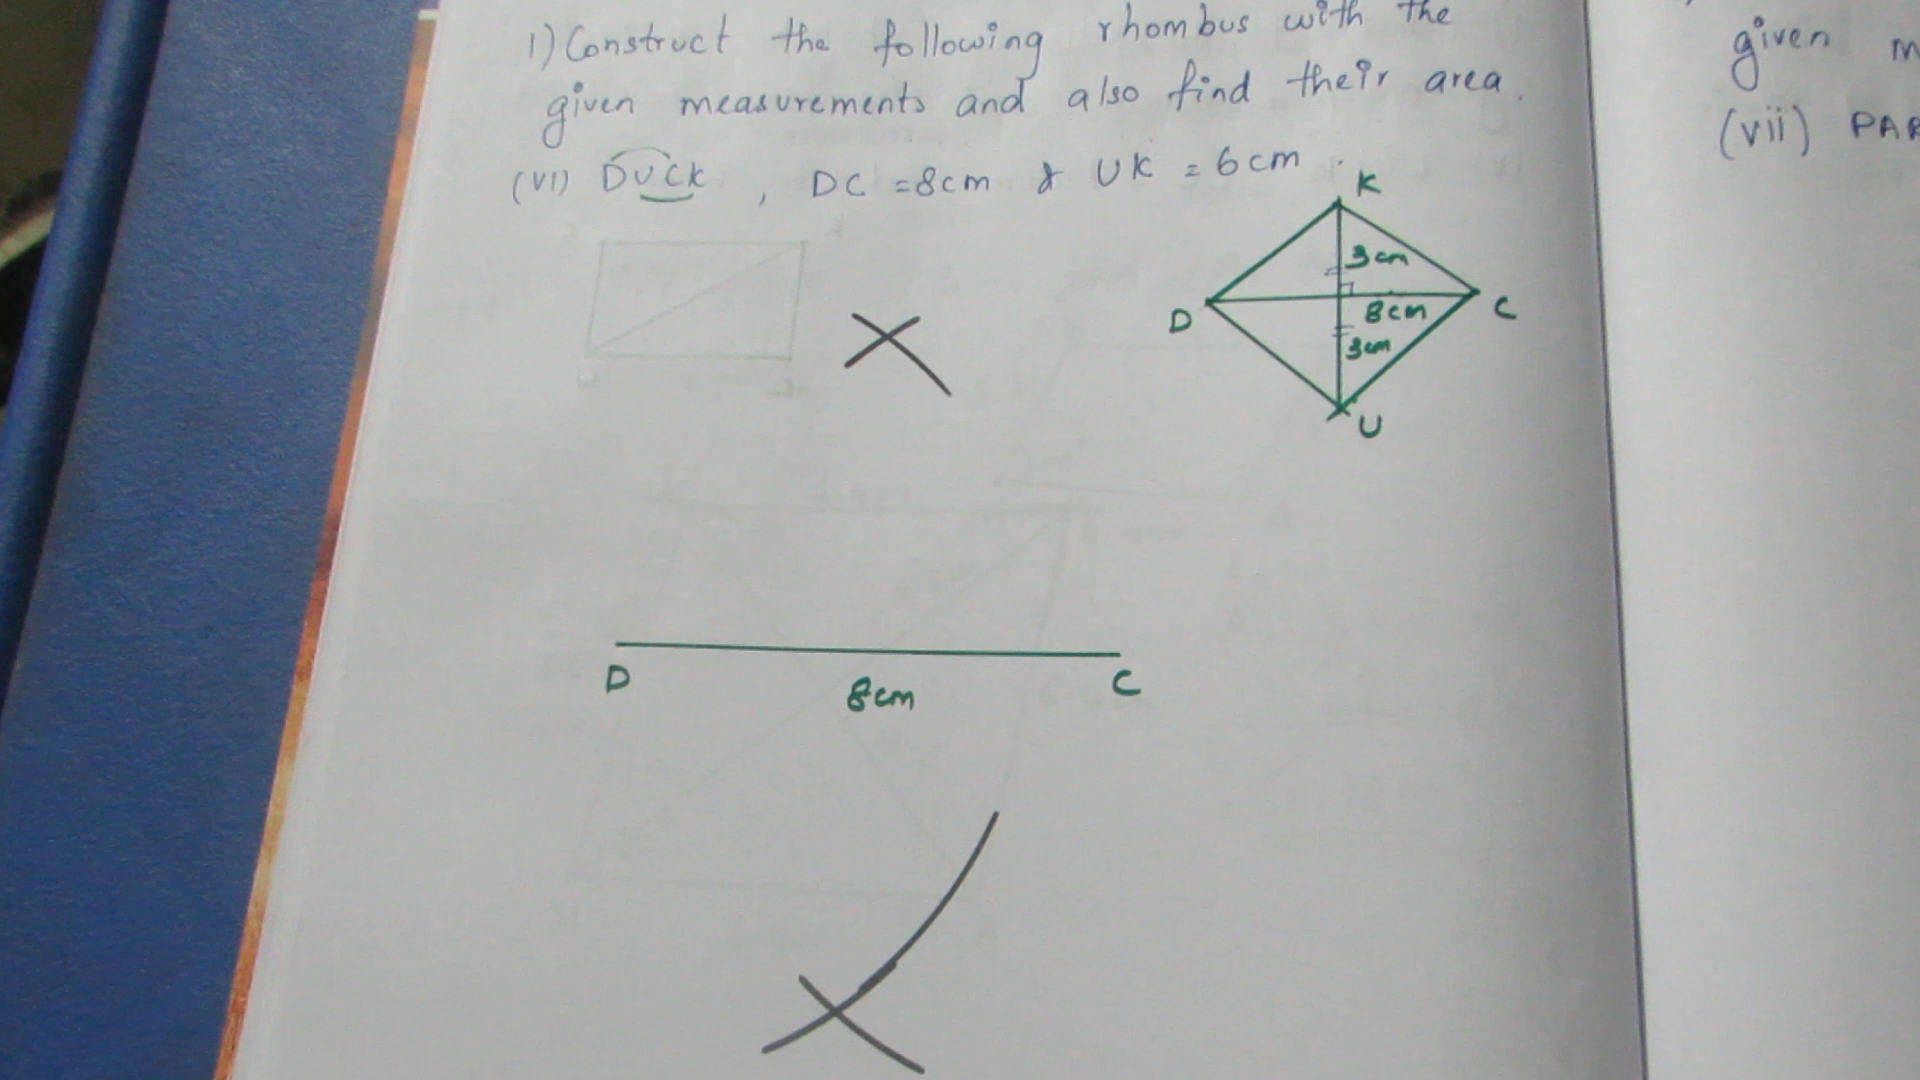 1) Construct the following rhombus with the
given measurements and also find their area.
(VI) DUCK, DC = 8cm & UK = 6cm.
K
3cm
D
8cm
C
3cm
U
D
8cm
C
given
(vii) PAR